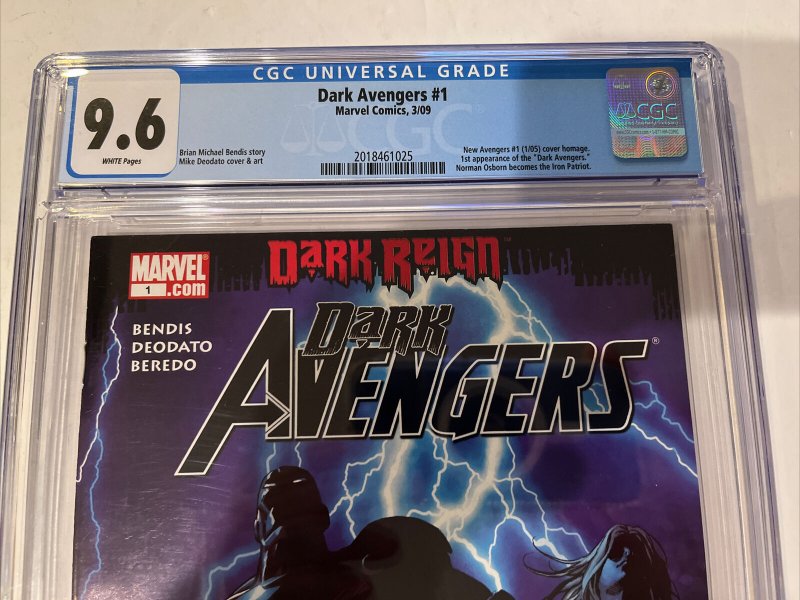 CGC UNIVERSAL GRADE
9.6
WHITE Pages
Dark Avengers #1
Marvel Comics, 3/09
Brian Michael Bendis story
Mike Deodato cover & art
2018461025
New Avengers #1 (1/05) cover homage.
1st appearance of the "Dark Avengers."
Norman Osborn becomes the Iron Patriot.
CGC
CGC
DARK REIGN™
MARVEL®
1 .com
BENDIS
DEODATO
BEREDO
DARK
AVENGERS®